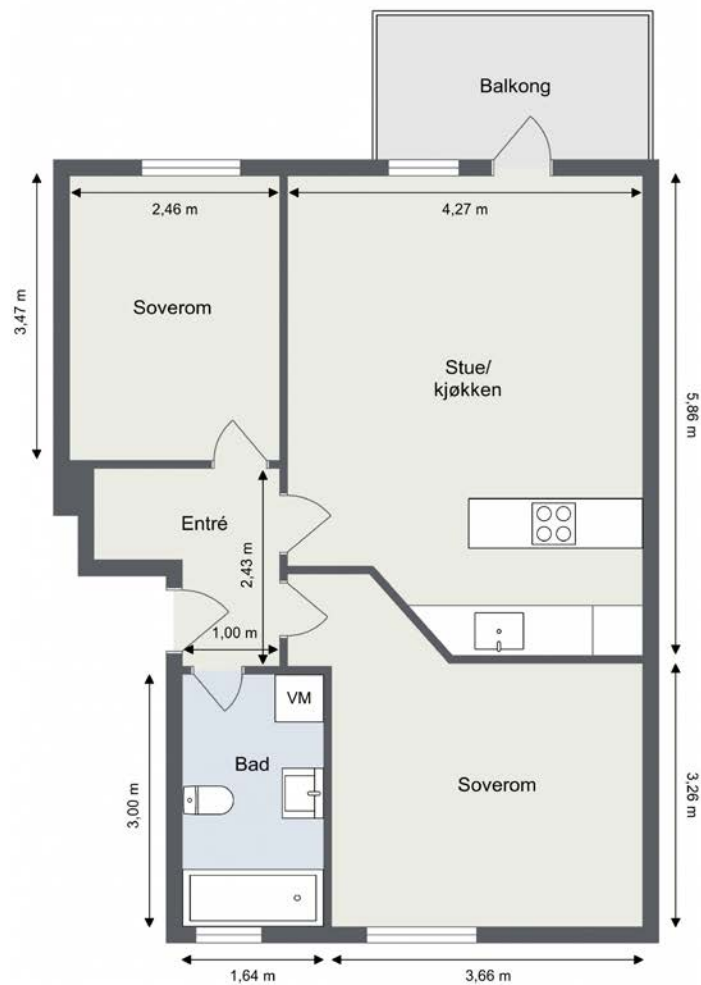 Balkong
2,46 m
4,27 m
3,47 m
Soverom
Stue/
kjøkken
5,86 m
Entré
2,43 m
1,00 m
VM
Bad
3,00 m
Soverom
3,26 m
1,64 m
3,66 m